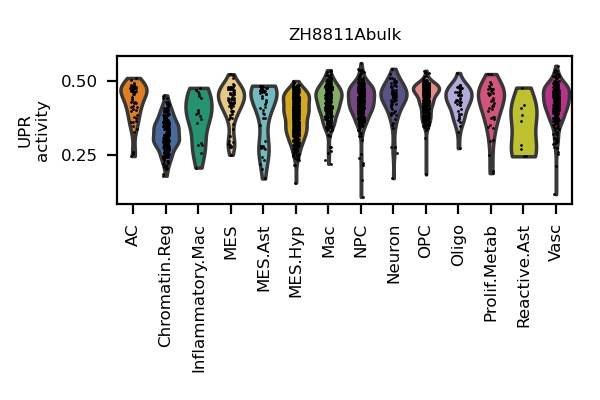 ZH8811Abulk
UPR
activity
0.50
0.25
AC
Chromatin.Reg
Inflammatory.Mac
MES
MES.Ast
MES.Hyp
Mac
NPC
Neuron
OPC
Oligo
Prolif.Metab
Reactive.Ast
Vasc